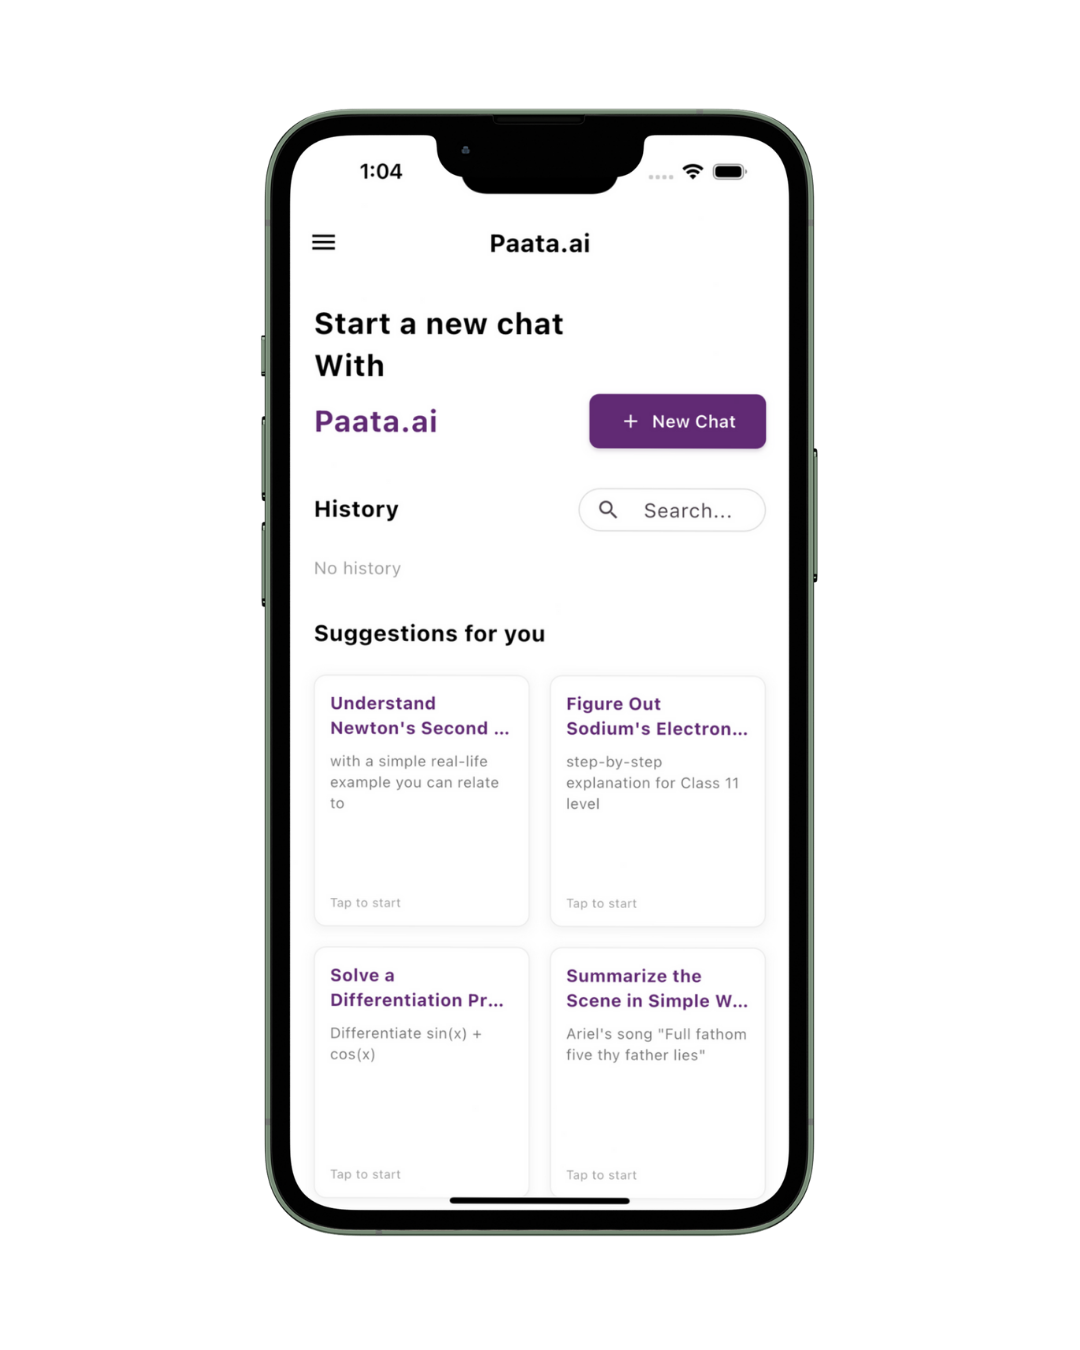 1:04
Paata.ai
Start a new chat
With
Paata.ai
+ New Chat
History
Search...
No history
Suggestions for you
Understand
Newton's Second ...
with a simple real-life
example you can relate
to
Tap to start
Figure Out
Sodium's Electron...
step-by-step
explanation for Class 11
level
Tap to start
Solve a
Differentiation Pr...
Differentiate sin(x) +
cos(x)
Tap to start
Summarize the
Scene in Simple W...
Ariel's song "Full fathom
five thy father lies"
Tap to start